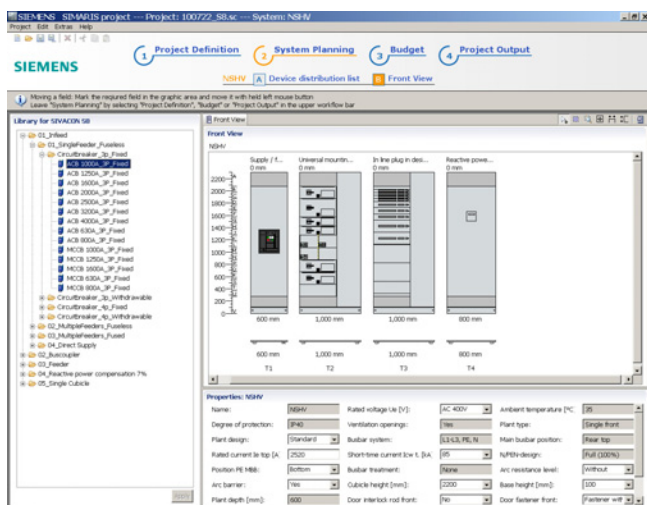 SIEMENS SIMARIS project --- Project: 100722_S8.sc --- System: NSHV
Project Edit Extras Help
SIEMENS
1 Project Definition 2 System Planning 3 Budget 4 Project Output
NSHV A Device distribution list B Front View
Moving a field: Mark the required field in the graphic area and move it with held left mouse button
Leave "System Planning" by selecting "Project Definition", "Budget" or "Project Output" in the upper workflow bar
Library for SIVACON S8
01_Infeed
01_SingleFeeder_Fuseless
Circuitbreaker_3p_Fixed
ACB 1000A_3P_Fixed
ACB 1250A_3P_Fixed
ACB 1600A_3P_Fixed
ACB 2000A_3P_Fixed
ACB 2500A_3P_Fixed
ACB 3200A_3P_Fixed
ACB 4000A_3P_Fixed
ACB 630A_3P_Fixed
ACB 800A_3P_Fixed
MCCB 1000A_3P_Fixed
MCCB 1250A_3P_Fixed
MCCB 1600A_3P_Fixed
MCCB 630A_3P_Fixed
MCCB 800A_3P_Fixed
Circuitbreaker_3p_Withdrawable
Circuitbreaker_4p_Fixed
Circuitbreaker_4p_Withdrawable
02_MultipleFeeders_Fuseless
03_MultipleFeeders_Fused
04_Direct Supply
02_Buscoupler
03_Feeder
04_Reactive power compensation 7%
05_Single Cubicle
apply
Front View
Front View
NSHV
Supply / f... Universal mountin... In line plug in desi... Reactive powe...
0 mm 0 mm 0 mm 0 mm
2200
2000
1800
1600
1400
1200
1000
800
600
400
200
0
600 mm 1,000 mm 1,000 mm 800 mm
600 mm 1,000 mm 1,000 mm 800 mm
T1 T2 T3 T4
Properties: NSHV
Name: NSHV Rated voltage Ue [V]: AC 400V Ambient temperature [°C 35
Degree of protection: IP40 Ventilation openings: Yes Plant type: Single front
Plant design: Standard Busbar system: L1-L3, PE, N Main busbar position: Rear top
Rated current Ie top [A 2520 Short-time current Icw t. [kA 85 N/PEN-design: Full (100%)
Position PE MBB: Bottom Busbar treatment: None Arc resistance level: Without
Arc barrier: Yes Cubicle height [mm]: 2200 Base height [mm]: 100
Plant depth [mm]: 600 Door interlock rod front: No Door fastener front: Fastener with